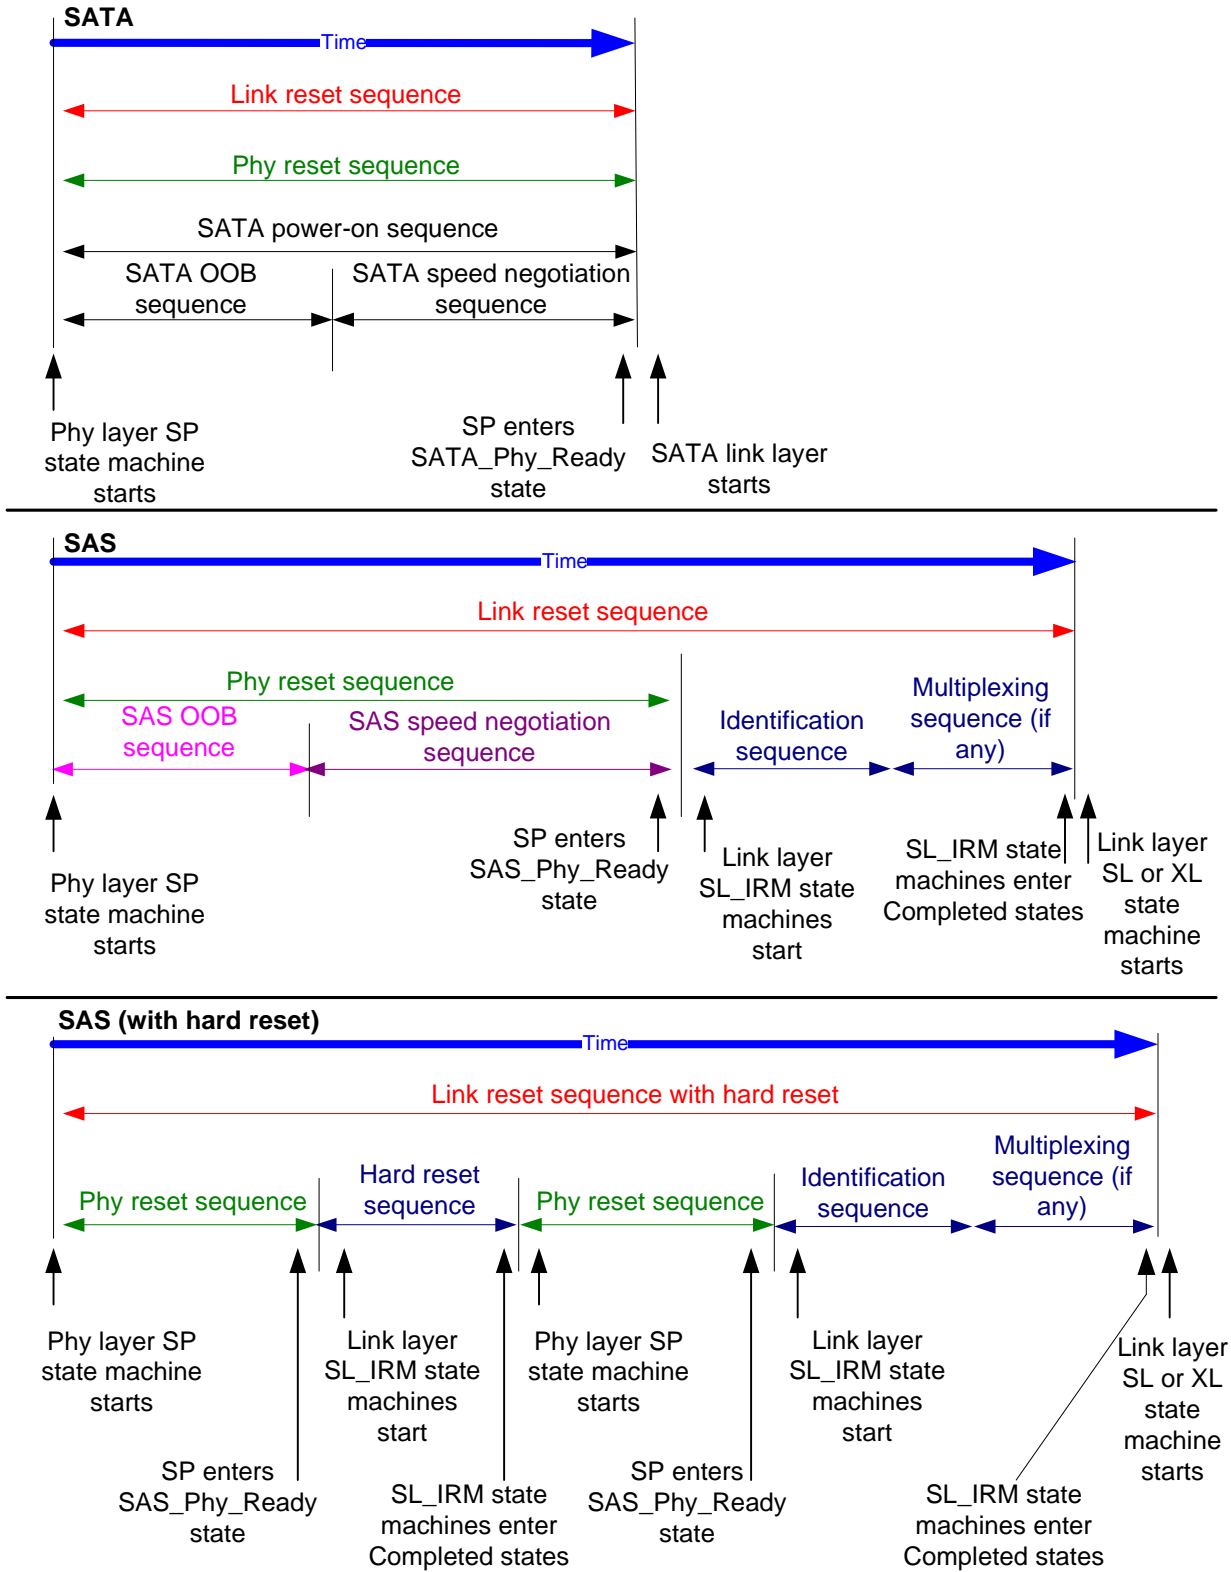 SATA
Time
Link reset sequence
Phy reset sequence
SATA power-on sequence
SATA OOB
sequence
SATA speed negotiation
sequence
Phy layer SP
state machine
starts
SP enters
SATA_Phy_Ready
state
SATA link layer
starts
SAS
Time
Link reset sequence
Phy reset sequence
SAS OOB
sequence
SAS speed negotiation
sequence
Identification
sequence
Multiplexing
sequence (if
any)
Phy layer SP
state machine
starts
SP enters
SAS_Phy_Ready
state
Link layer
SL_IRM state
machines
start
SL_IRM state
machines enter
Completed states
Link layer
SL or XL
state
machine
starts
SAS (with hard reset)
Time
Link reset sequence with hard reset
Phy reset sequence
Hard reset
sequence
Phy reset sequence
Identification
sequence
Multiplexing
sequence (if
any)
Phy layer SP
state machine
starts
SP enters
SAS_Phy_Ready
state
Link layer
SL_IRM state
machines
start
SL_IRM state
machines enter
Completed states
Phy layer SP
state machine
starts
SP enters
SAS_Phy_Ready
state
Link layer
SL_IRM state
machines
start
SL_IRM state
machines enter
Completed states
Link layer
SL or XL
state
machine
starts